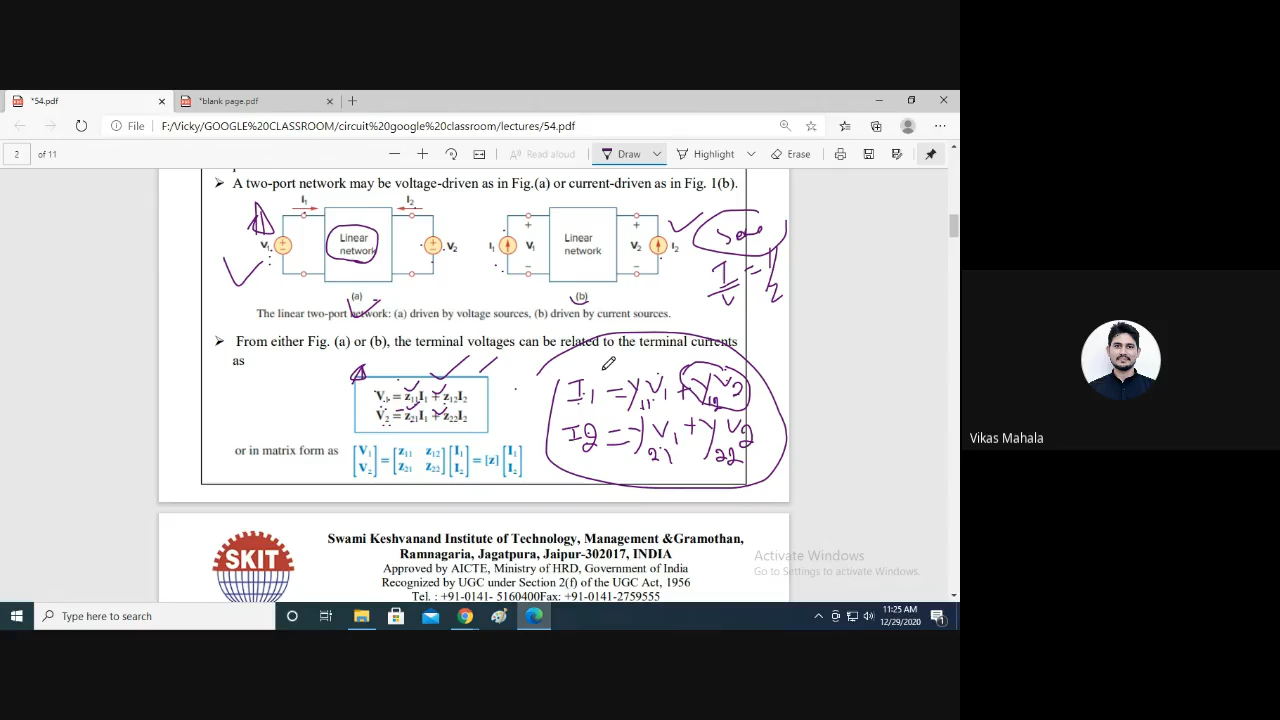 *54.pdf
*blank page.pdf
File F:/Vicky/GOOGLE%20CLASSROOM/circuit%20google%20classroom/lectures/54.pdf
2 of 11 Read aloud Draw Highlight Erase
➢ A two-port network may be voltage-driven as in Fig.(a) or current-driven as in Fig. 1(b).
I1 I2
V1 Linear network V2 I1 + V1 − Linear network + V2 − I2
I/V = 1/
(a) (b)
The linear two-port network: (a) driven by voltage sources, (b) driven by current sources.
➢ From either Fig. (a) or (b), the terminal voltages can be related to the terminal currents
as
V1 = z11I1 + z12I2
V2 = z21I1 + z22I2
I1 = y11V1 + y12V2
I2 = y21V1 + y22V2
or in matrix form as [V1 V2] = [z11 z12 z21 z22] [I1 I2] = [z] [I1 I2]
SKIT
Swami Keshvanand Institute of Technology, Management &Gramothan,
Ramnagaria, Jagatpura, Jaipur-302017, INDIA
Approved by AICTE, Ministry of HRD, Government of India
Recognized by UGC under Section 2(f) of the UGC Act, 1956
Tel. : +91-0141- 5160400Fax: +91-0141-2759555
Activate Windows
Go to Settings to activate Windows.
Type here to search
11:25 AM
12/29/2020
1
Vikas Mahala